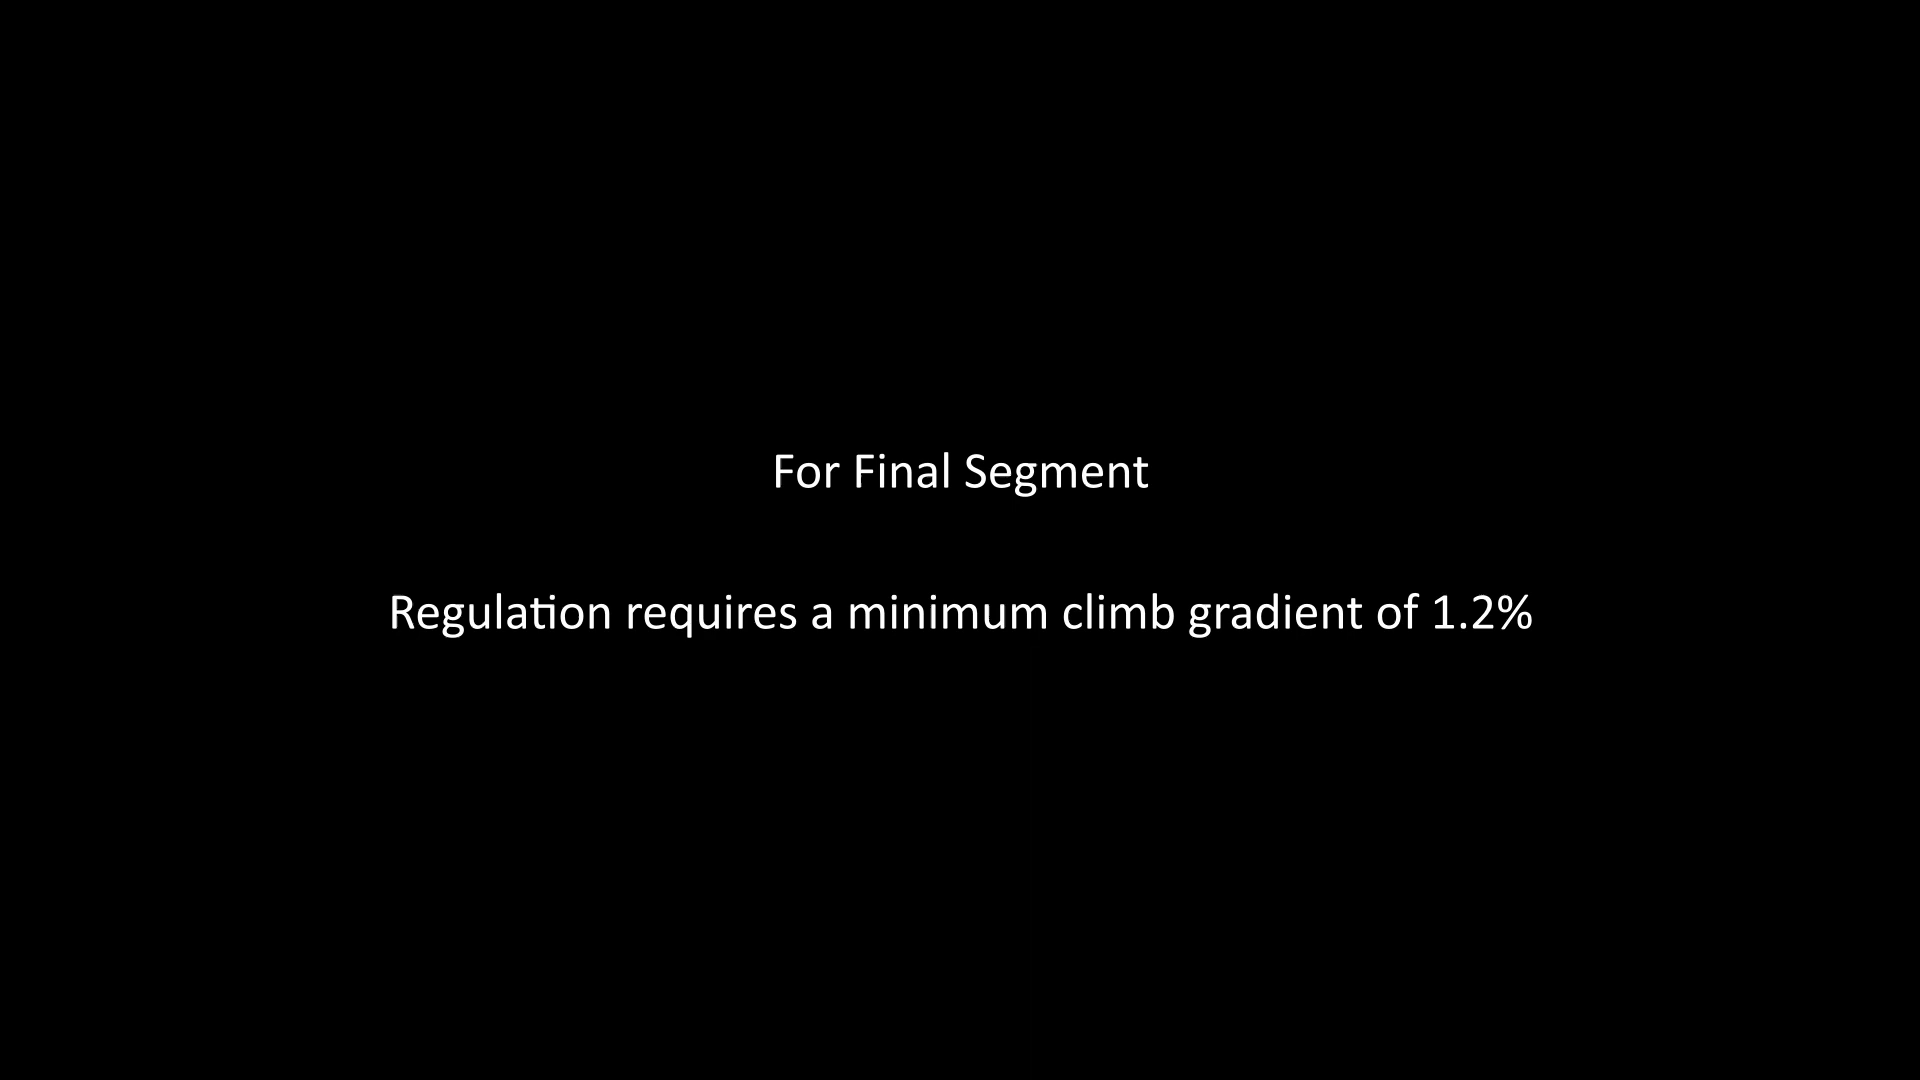 For Final Segment
Regulation requires a minimum climb gradient of 1.2%